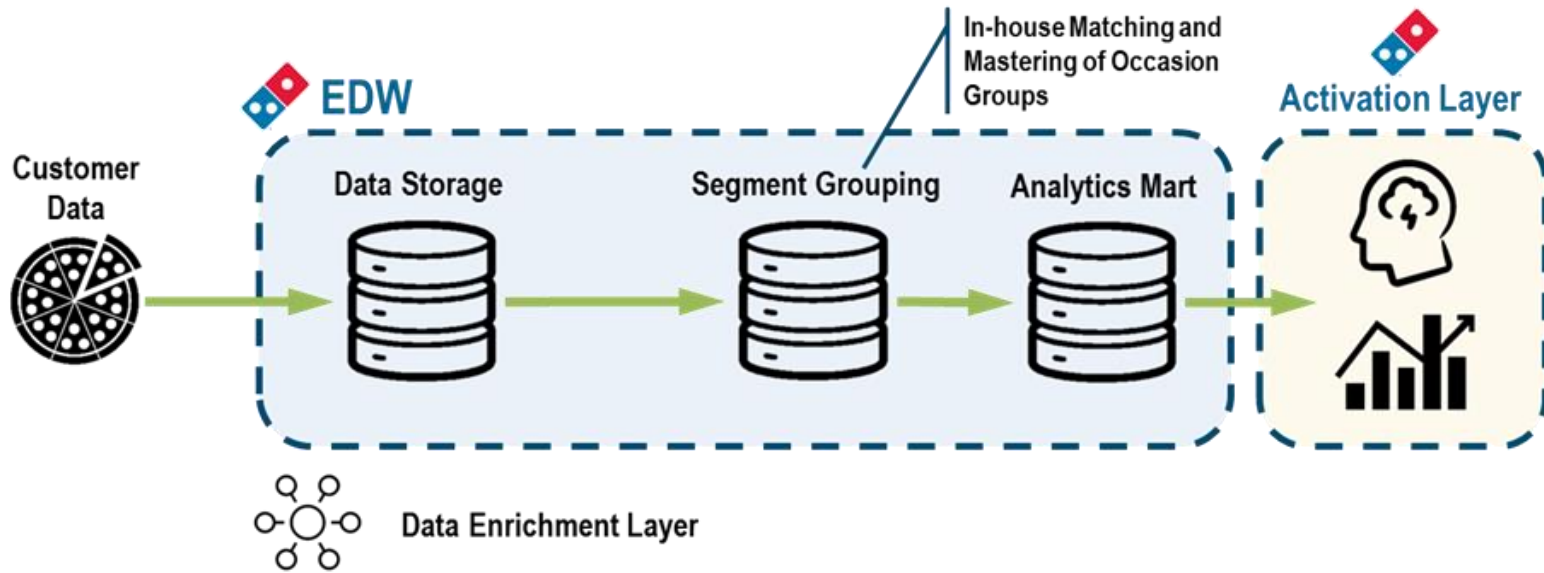 In-house Matching and
Mastering of Occasion
Groups
EDW
Activation Layer
Customer
Data
Data Storage
Segment Grouping
Analytics Mart
Data Enrichment Layer